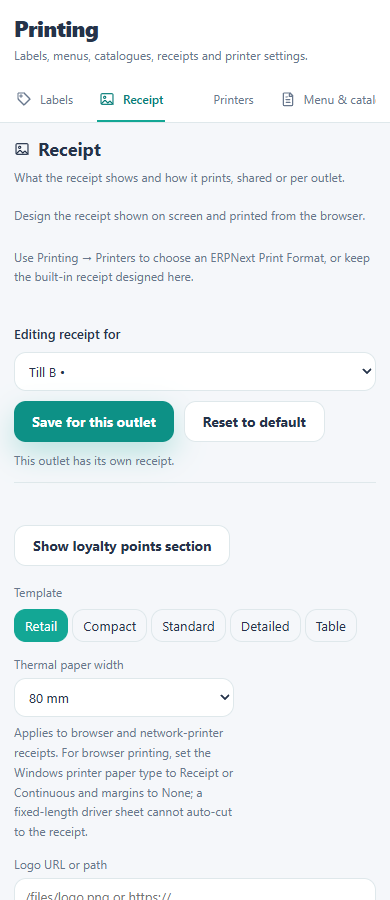 Printing
Labels, menus, catalogues, receipts and printer settings.
Labels
Receipt
Printers
Menu & catal
Receipt
What the receipt shows and how it prints, shared or per outlet.
Design the receipt shown on screen and printed from the browser.
Use Printing → Printers to choose an ERPNext Print Format, or keep
the built-in receipt designed here.
Editing receipt for
Till B •
Save for this outlet
Reset to default
This outlet has its own receipt.
Show loyalty points section
Template
Retail
Compact
Standard
Detailed
Table
Thermal paper width
80 mm
Applies to browser and network-printer
receipts. For browser printing, set the
Windows printer paper type to Receipt or
Continuous and margins to None; a
fixed-length driver sheet cannot auto-cut
to the receipt.
Logo URL or path
/files/logo.png or https://